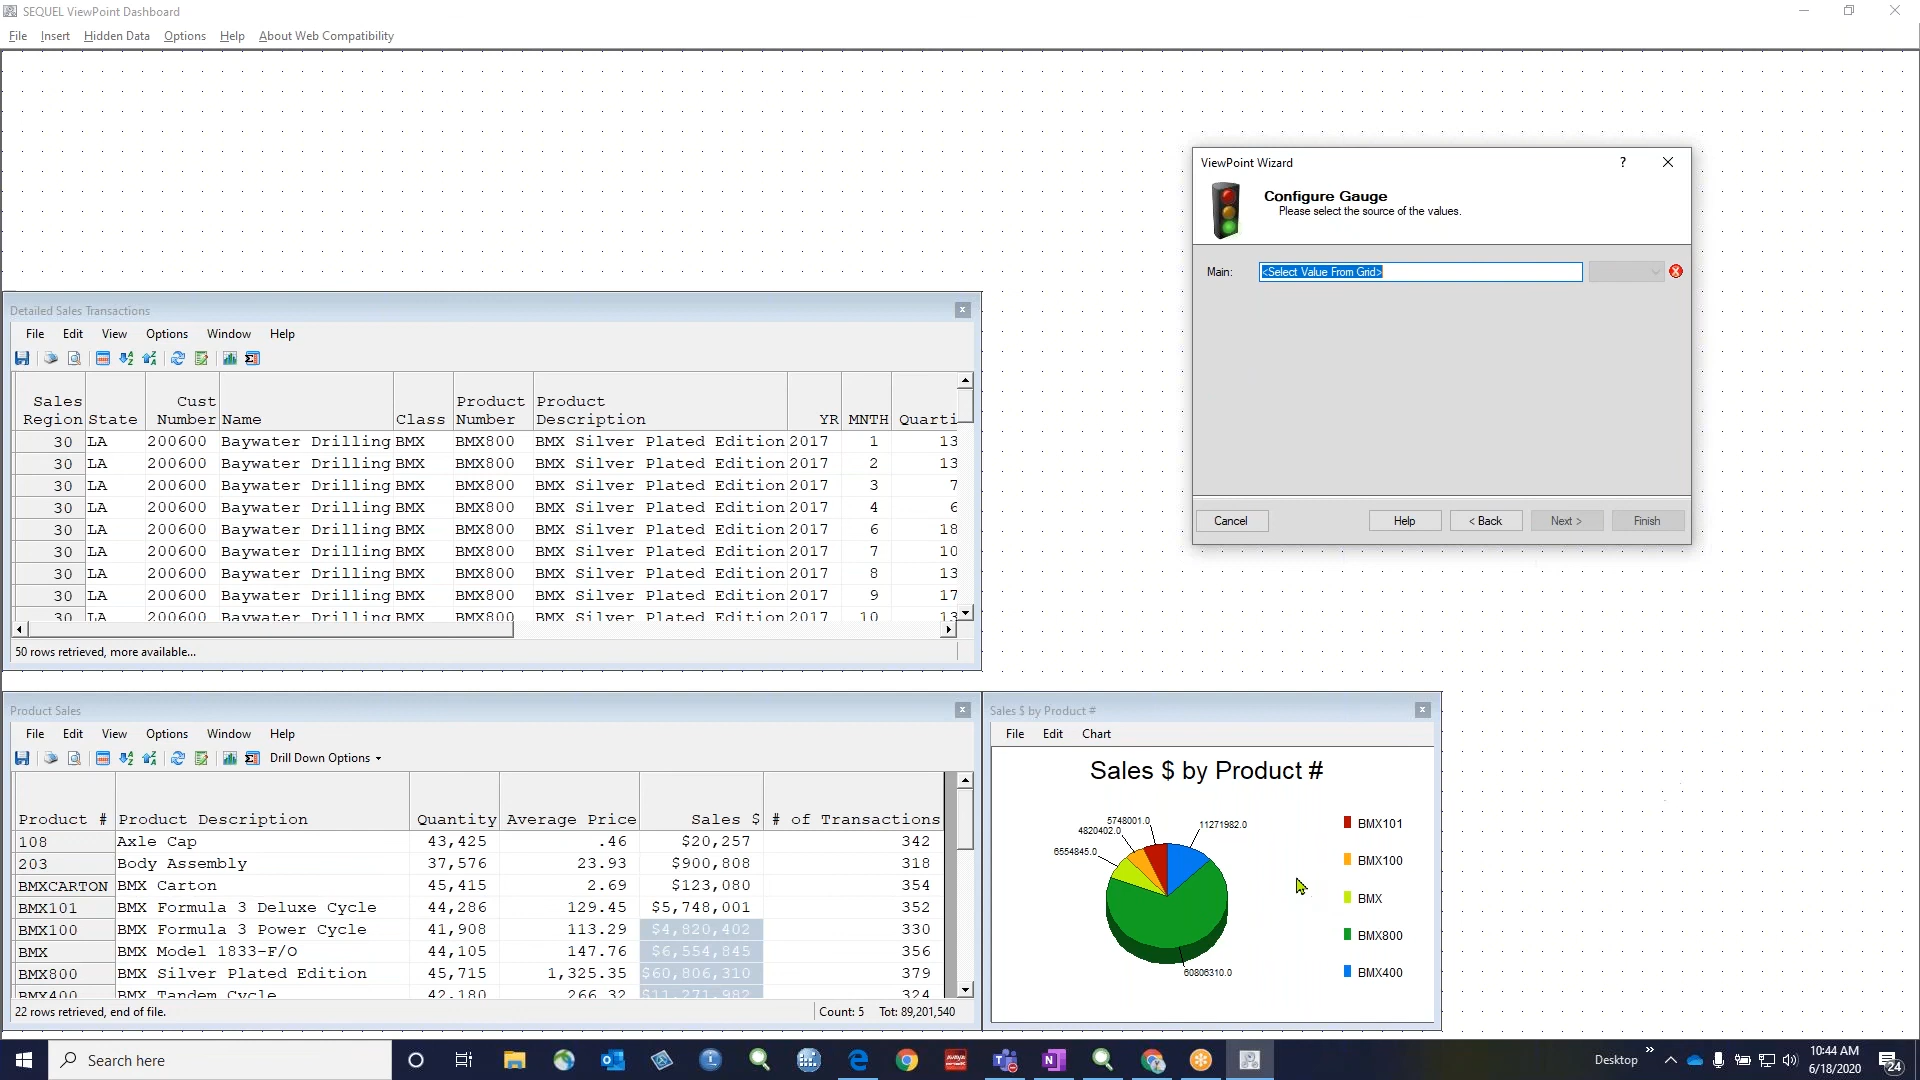 SEQUEL ViewPoint Dashboard
File Insert Hidden Data Options Help About Web Compatibility
ViewPoint Wizard ?
Configure Gauge
Please select the source of the values.
Main: <Select Value From Grid>
Cancel Help < Back Next > Finish
Detailed Sales Transactions
File Edit View Options Window Help
Sales Region State Cust Number Name Class Product Number Product Description YR MNTH Quarti
30 LA 200600 Baywater Drilling BMX BMX800 BMX Silver Plated Edition 2017 1 13
30 LA 200600 Baywater Drilling BMX BMX800 BMX Silver Plated Edition 2017 2 13
30 LA 200600 Baywater Drilling BMX BMX800 BMX Silver Plated Edition 2017 3 7
30 LA 200600 Baywater Drilling BMX BMX800 BMX Silver Plated Edition 2017 4 6
30 LA 200600 Baywater Drilling BMX BMX800 BMX Silver Plated Edition 2017 6 18
30 LA 200600 Baywater Drilling BMX BMX800 BMX Silver Plated Edition 2017 7 10
30 LA 200600 Baywater Drilling BMX BMX800 BMX Silver Plated Edition 2017 8 13
30 LA 200600 Baywater Drilling BMX BMX800 BMX Silver Plated Edition 2017 9 17
30 LA 200600 Baywater Drilling BMX BMX800 BMX Silver Plated Edition 2017 10 13
50 rows retrieved, more available...
Product Sales
File Edit View Options Window Help
Drill Down Options
Product # Product Description Quantity Average Price Sales $ # of Transactions
108 Axle Cap 43,425 .46 $20,257 342
203 Body Assembly 37,576 23.93 $900,808 318
BMXCARTON BMX Carton 45,415 2.69 $123,080 354
BMX101 BMX Formula 3 Deluxe Cycle 44,286 129.45 $5,748,001 352
BMX100 BMX Formula 3 Power Cycle 41,908 113.29 $4,820,402 330
BMX BMX Model 1833-F/O 44,105 147.76 $6,554,845 356
BMX800 BMX Silver Plated Edition 45,715 1,325.35 $60,806,310 379
BMX400 BMX Tandem Cycle 42,180 266.32 $11,271,982 324
22 rows retrieved, end of file. Count: 5 Tot: 89,201,540
Sales $ by Product #
File Edit Chart
Sales $ by Product #
5748001.0
4820402.0
6554845.0
11271982.0
60806310.0
BMX101
BMX100
BMX
BMX800
BMX400
Search here
Desktop
10:44 AM
6/18/2020
24